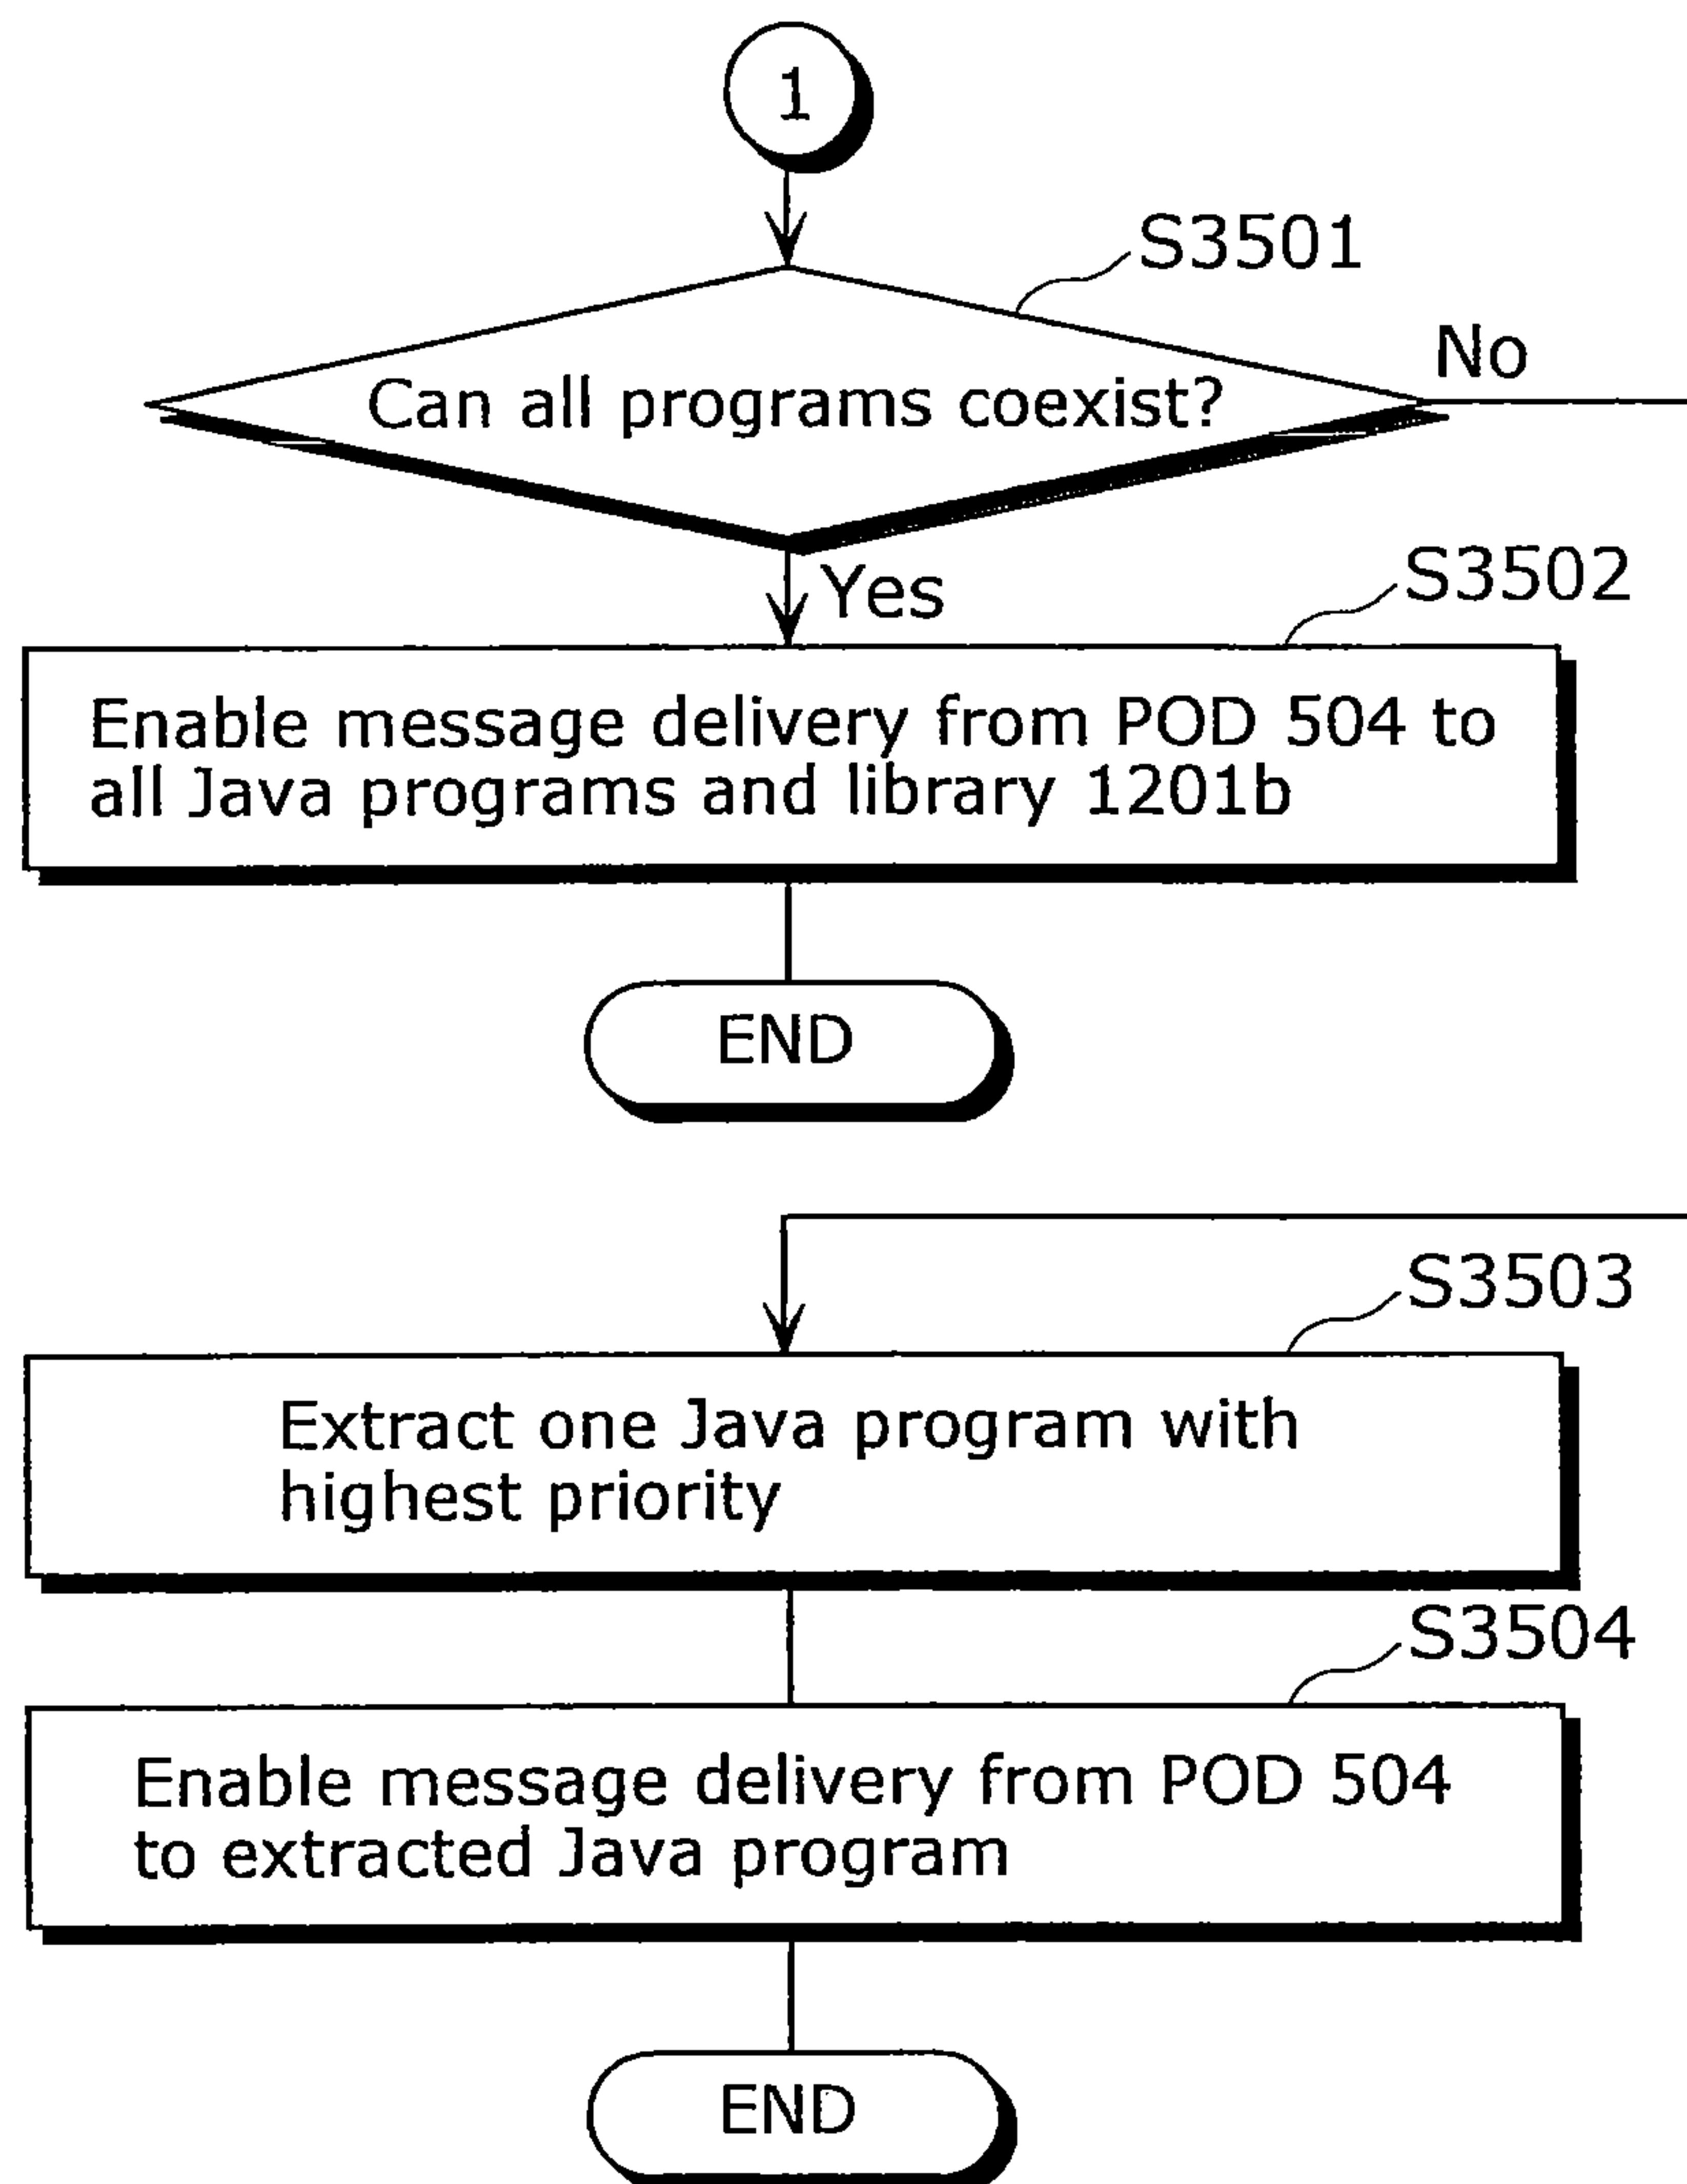 1
S3501
Can all programs coexist?
No
Yes
S3502
Enable message delivery from POD 504 to
all Java programs and library 1201b
END
S3503
Extract one Java program with
highest priority
S3504
Enable message delivery from POD 504
to extracted Java program
END